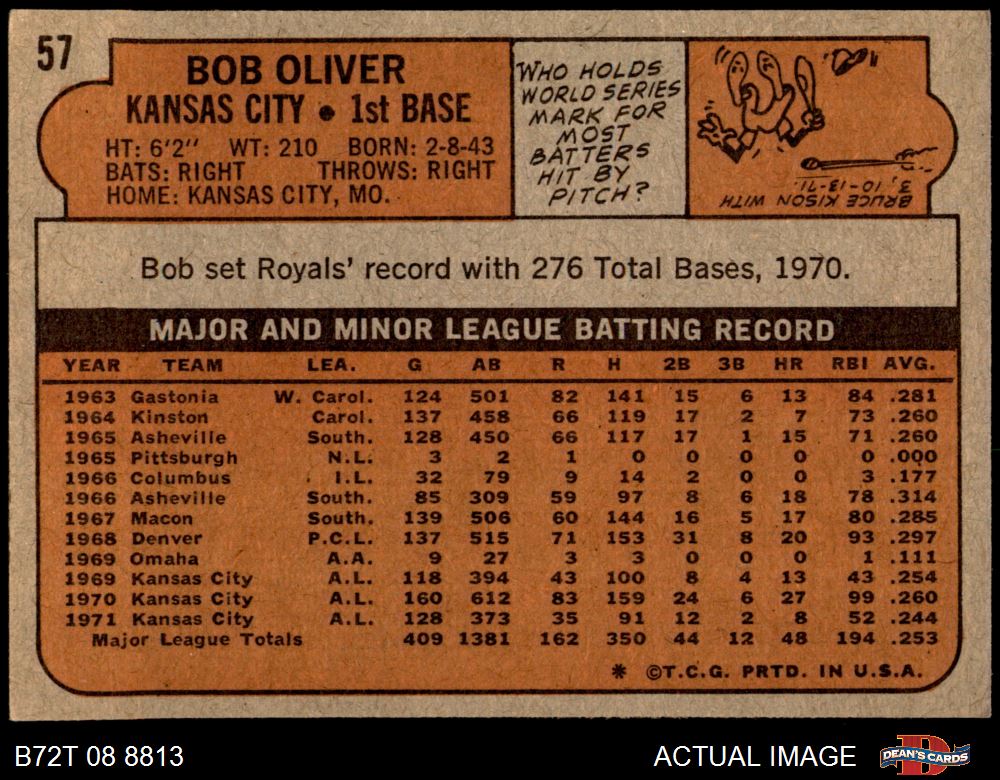 57
BOB OLIVER
KANSAS CITY • 1st BASE
HT: 6'2" WT: 210 BORN: 2-8-43
BATS: RIGHT THROWS: RIGHT
HOME: KANSAS CITY, MO.
WHO HOLDS
WORLD SERIES
MARK FOR
MOST
BATTERS
HIT BY
PITCH?
BRUCE KISON WITH
3, 10-13-71.
Bob set Royals' record with 276 Total Bases, 1970.
MAJOR AND MINOR LEAGUE BATTING RECORD
YEAR TEAM LEA. G AB R H 2B 3B HR RBI AVG.
1963 Gastonia W. Carol. 124 501 82 141 15 6 13 84 .281
1964 Kinston Carol. 137 458 66 119 17 2 7 73 .260
1965 Asheville South. 128 450 66 117 17 1 15 71 .260
1965 Pittsburgh N.L. 3 2 1 0 0 0 0 0 .000
1966 Columbus I.L. 32 79 9 14 2 0 0 3 .177
1966 Asheville South. 85 309 59 97 8 6 18 78 .314
1967 Macon South. 139 506 60 144 16 5 17 80 .285
1968 Denver P.C.L. 137 515 71 153 31 8 20 93 .297
1969 Omaha A.A. 9 27 3 3 0 0 0 1 .111
1969 Kansas City A.L. 118 394 43 100 8 4 13 43 .254
1970 Kansas City A.L. 160 612 83 159 24 6 27 99 .260
1971 Kansas City A.L. 128 373 35 91 12 2 8 52 .244
Major League Totals 409 1381 162 350 44 12 48 194 .253
* ©T.C.G. PRTD. IN U.S.A.
B72T 08 8813 ACTUAL IMAGE DEAN'S CARDS